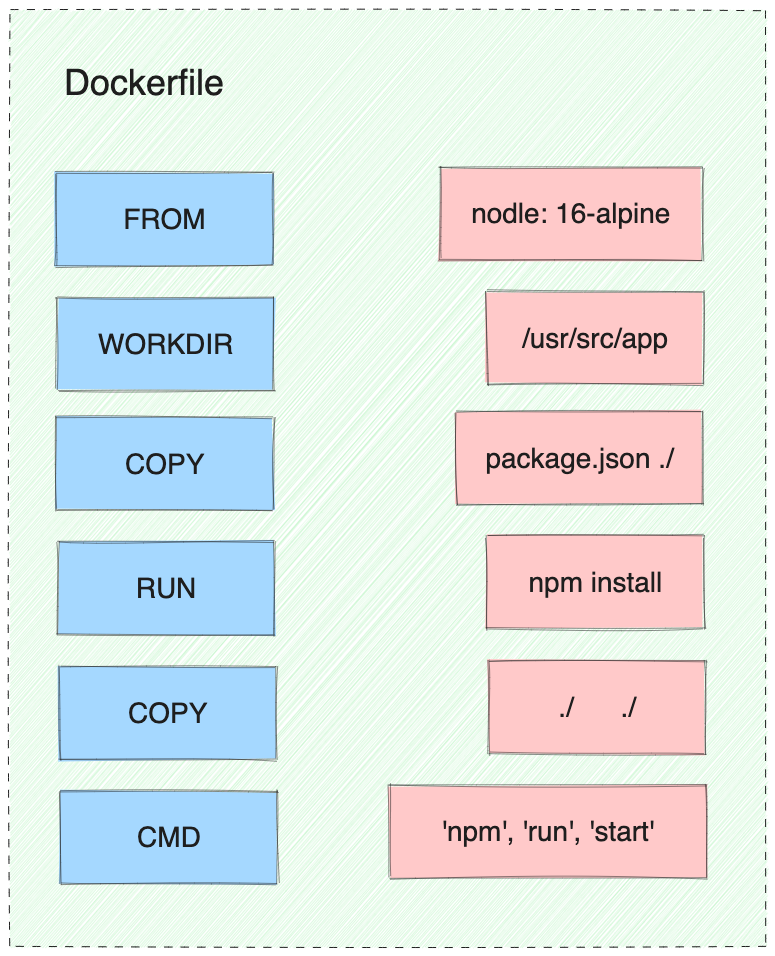 Dockerfile
FROM nodle: 16-alpine
WORKDIR /usr/src/app
COPY package.json ./
RUN npm install
COPY ./ ./
CMD 'npm', 'run', 'start'